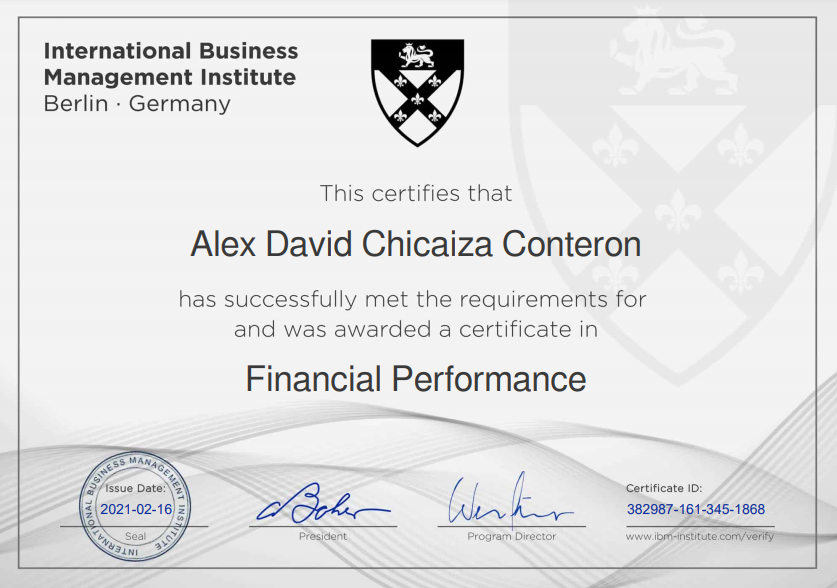 International Business
Management Institute
Berlin · Germany
This certifies that
Alex David Chicaiza Conteron
has successfully met the requirements for
and was awarded a certificate in
Financial Performance
INTERNATIONAL BUSINESS MANAGEMENT INSTITUTE
Issue Date:
2021-02-16
Seal
President
Program Director
Certificate ID:
382987-161-345-1868
www.ibm-institute.com/verify